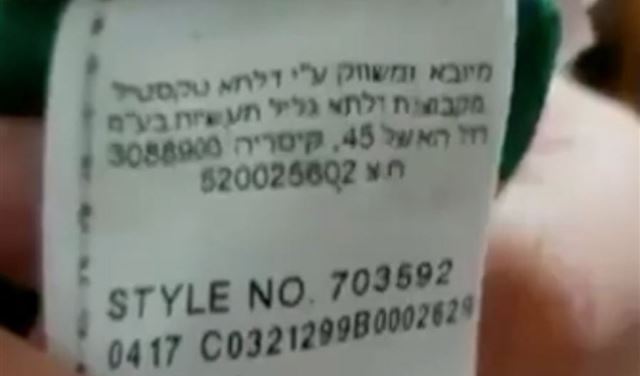 מיובא ומשווק ע"י דלתא טקסטיל
מקבוצת דלתא גליל תעשיות בע"מ
רח' האשל 45, קיסריה 3088900
ח.צ 520025602
STYLE NO. 703592
0417 C0321299B0002629